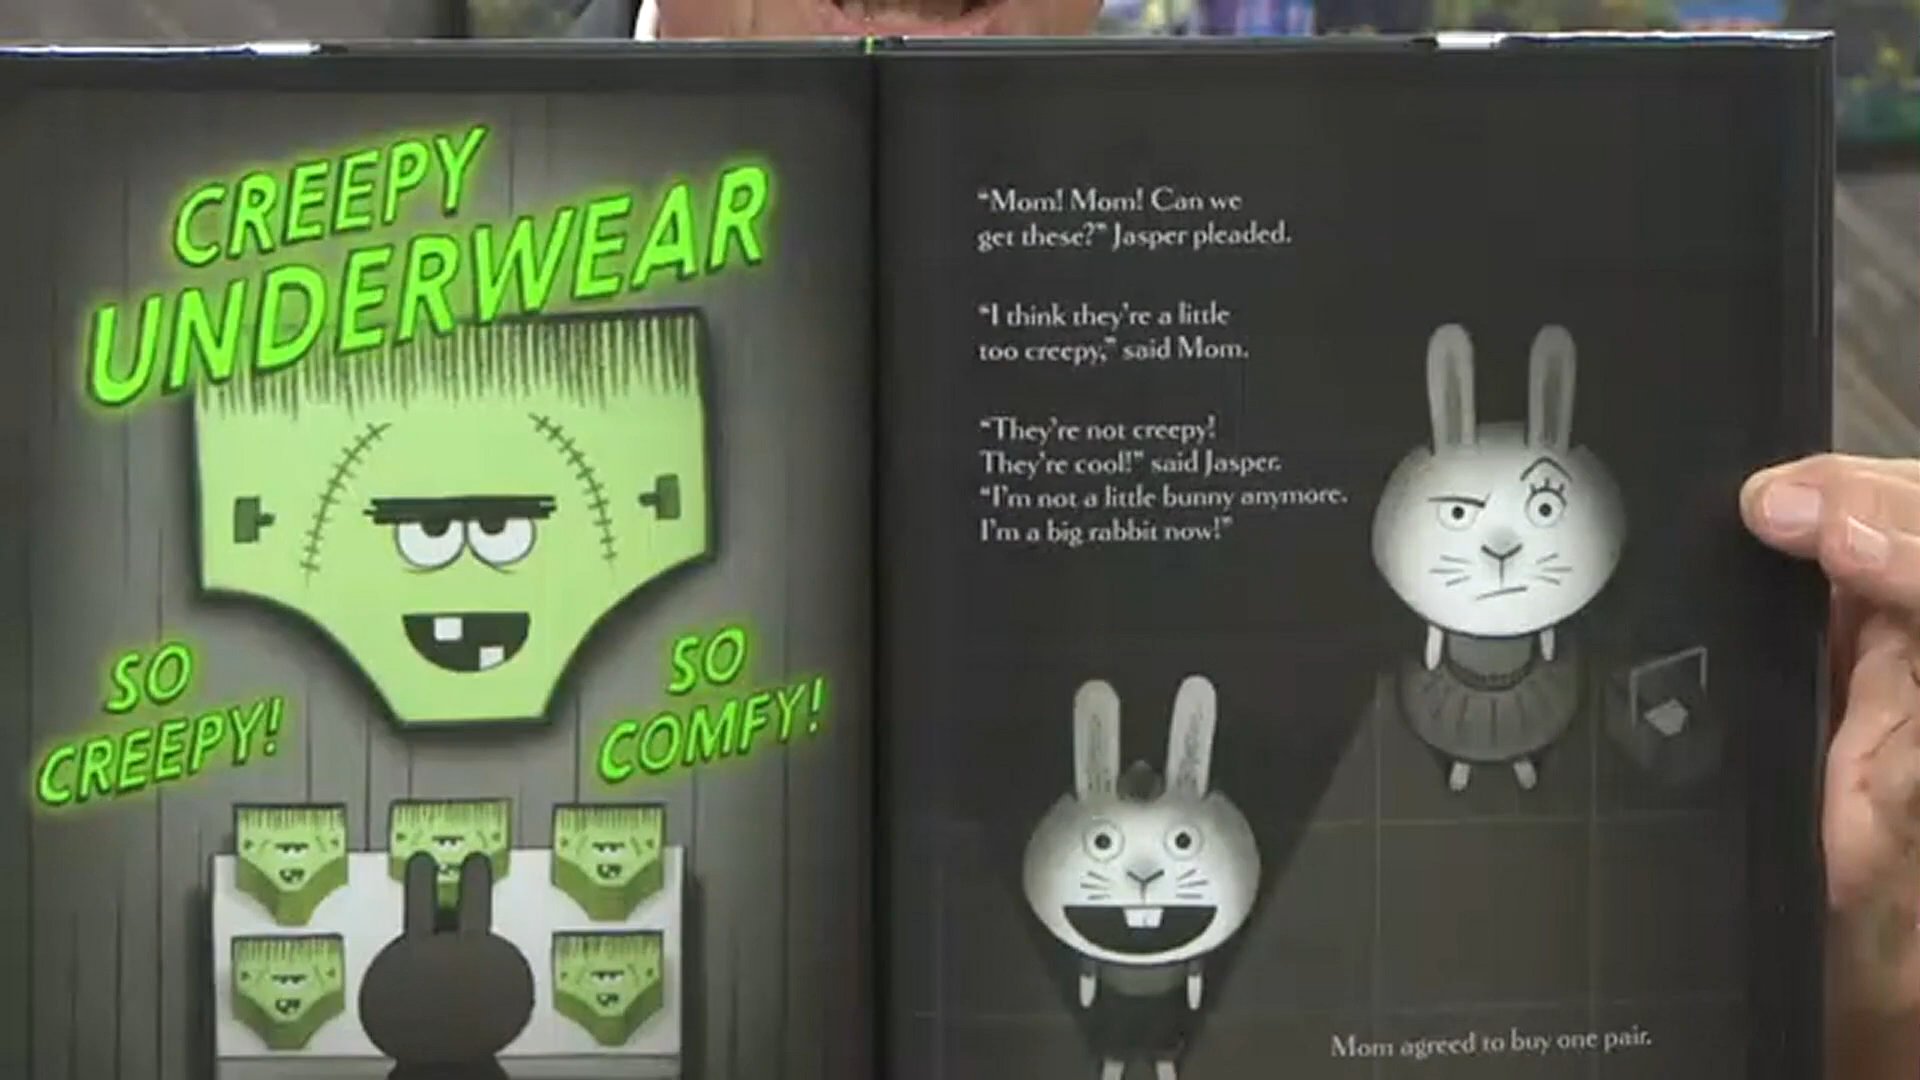 CREEPY
UNDERWEAR
SO
CREEPY!
SO
COMFY!
“Mom! Mom! Can we
get these?” Jasper pleaded.
“I think they’re a little
too creepy,” said Mom.
“They’re not creepy!
They’re cool!” said Jasper.
“I’m not a little bunny anymore.
I’m a big rabbit now!”
Mom agreed to buy one pair.